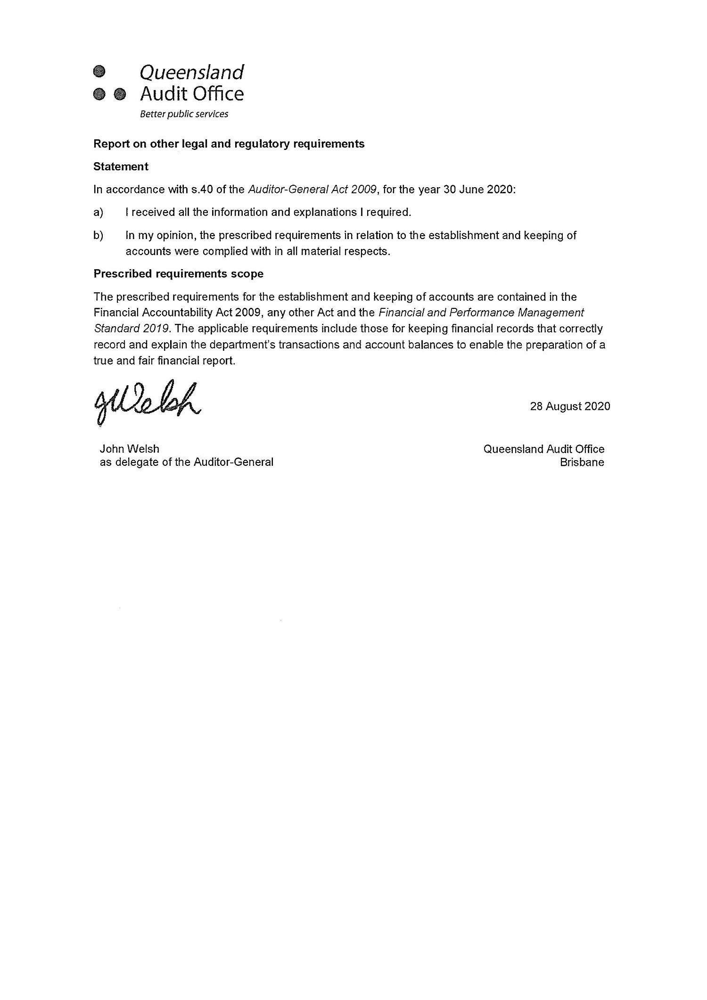 Queensland
Audit Office
Better public services
Report on other legal and regulatory requirements
Statement
In accordance with s.40 of the Auditor-General Act 2009, for the year 30 June 2020:
a) I received all the information and explanations I required.
b) In my opinion, the prescribed requirements in relation to the establishment and keeping of
accounts were complied with in all material respects.
Prescribed requirements scope
The prescribed requirements for the establishment and keeping of accounts are contained in the
Financial Accountability Act 2009, any other Act and the Financial and Performance Management
Standard 2019. The applicable requirements include those for keeping financial records that correctly
record and explain the department's transactions and account balances to enable the preparation of a
true and fair financial report.
JWelsh
28 August 2020
John Welsh
as delegate of the Auditor-General
Queensland Audit Office
Brisbane